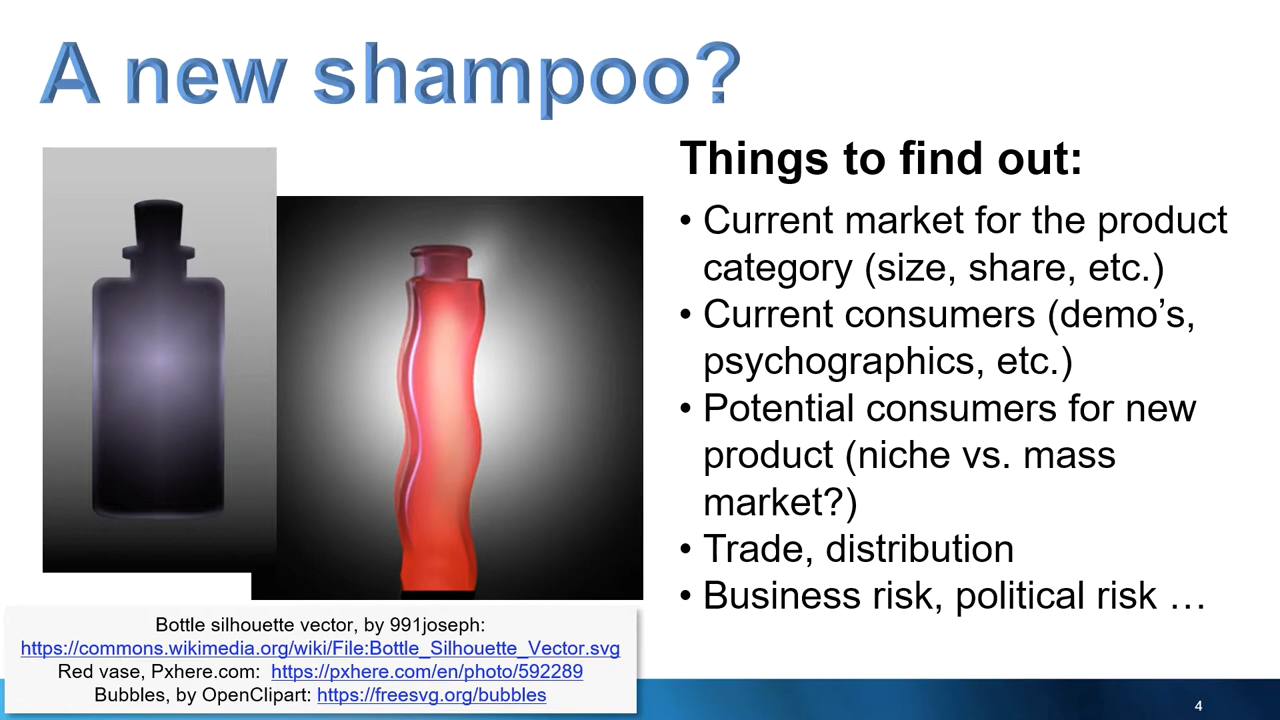 A new shampoo?
Things to find out:
• Current market for the product
category (size, share, etc.)
• Current consumers (demo’s,
psychographics, etc.)
• Potential consumers for new
product (niche vs. mass
market?)
• Trade, distribution
• Business risk, political risk …
Bottle silhouette vector, by 991joseph:
https://commons.wikimedia.org/wiki/File:Bottle_Silhouette_Vector.svg
Red vase, Pxhere.com: https://pxhere.com/en/photo/592289
Bubbles, by OpenClipart: https://freesvg.org/bubbles
4